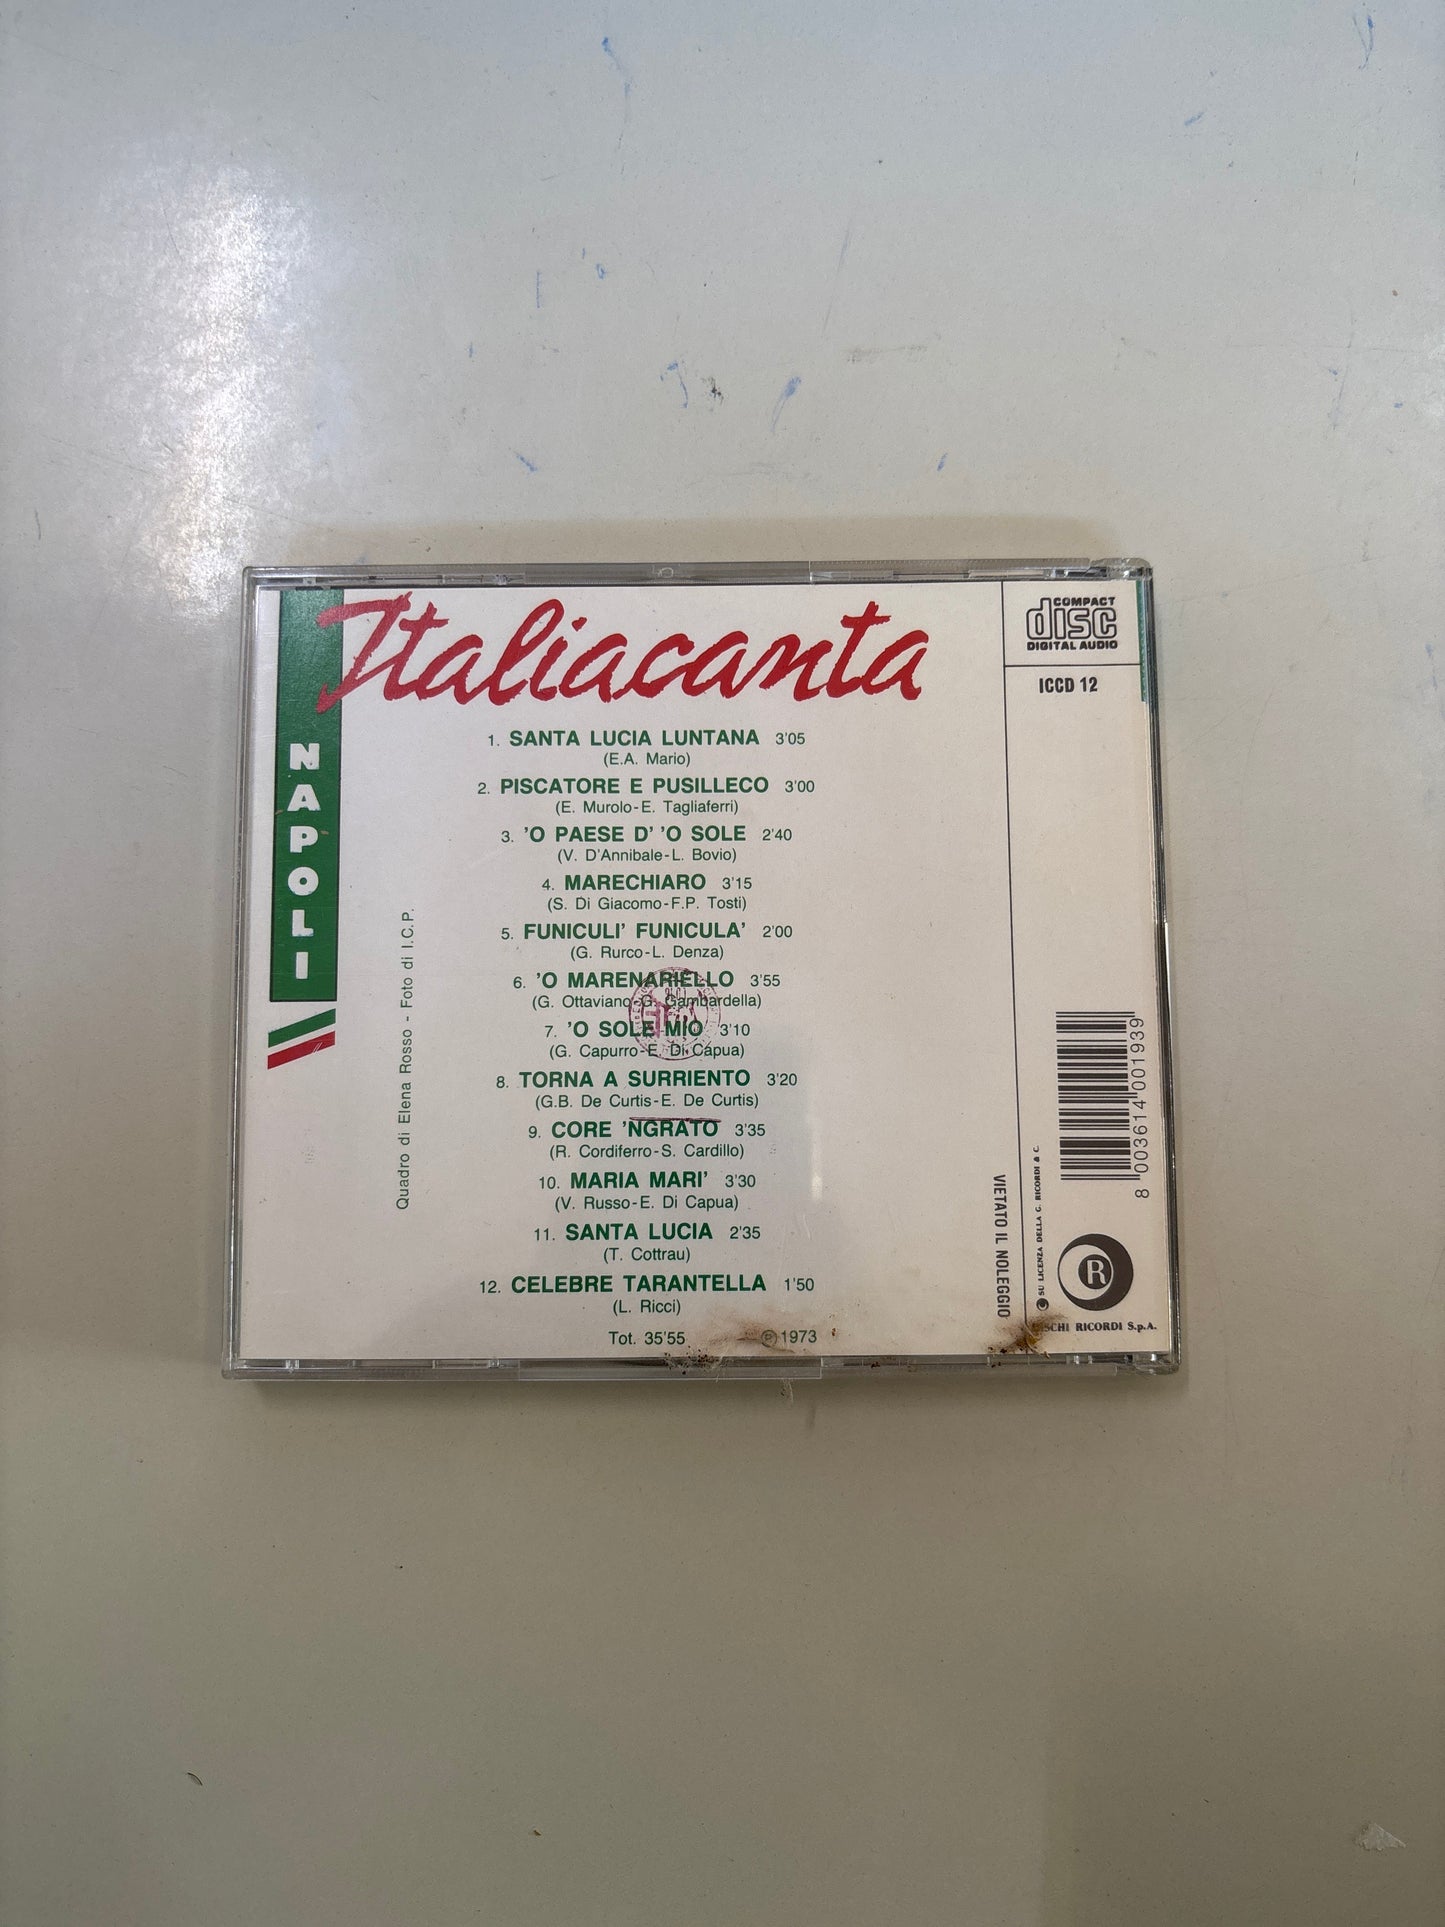 Italiacanta
NAPOLI
1. SANTA LUCIA LUNTANA 3'05
(E.A. Mario)
2. PISCATORE E PUSILLECO 3'00
(E. Murolo-E. Tagliaferri)
3. 'O PAESE D' 'O SOLE 2'40
(V. D'Annibale-L. Bovio)
4. MARECHIARO 3'15
(S. Di Giacomo-F.P. Tosti)
5. FUNICULI' FUNICULA' 2'00
(G. Rurco-L. Denza)
6. 'O MARENARIELLO 3'55
(G. Ottaviano-G. Gambardella)
7. 'O SOLE MIO 3'10
(G. Capurro-E. Di Capua)
8. TORNA A SURRIENTO 3'20
(G.B. De Curtis-E. De Curtis)
9. CORE 'NGRATO 3'35
(R. Cordiferro-S. Cardillo)
10. MARIA MARI' 3'30
(V. Russo-E. Di Capua)
11. SANTA LUCIA 2'35
(T. Cottrau)
12. CELEBRE TARANTELLA 1'50
(L. Ricci)
Tot. 35'55 ℗ 1973
Quadro di Elena Rosso - Foto di I.C.P.
COMPACT
disc
DIGITAL AUDIO
ICCD 12
8 003614 001939
VIETATO IL NOLEGGIO
SU LICENZA DELLA G. RICORDI & C.
R
RICORDI S.p.A.